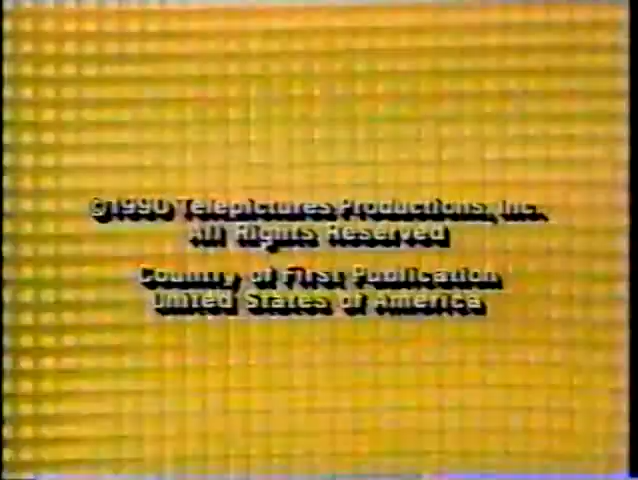 ©1990 Telepictures Productions, Inc.
All Rights Reserved
Country of First Publication
United States of America